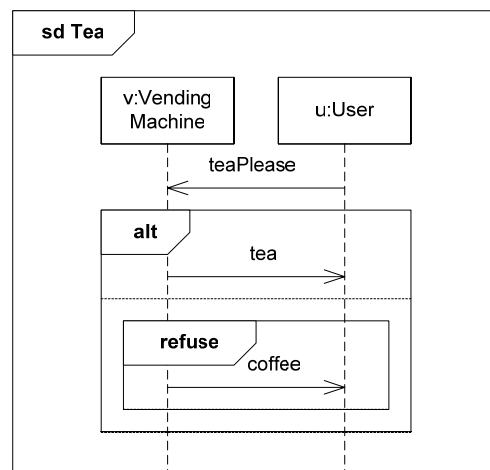 sd Tea
v:Vending
Machine
u:User
teaPlease
alt
tea
refuse
coffee